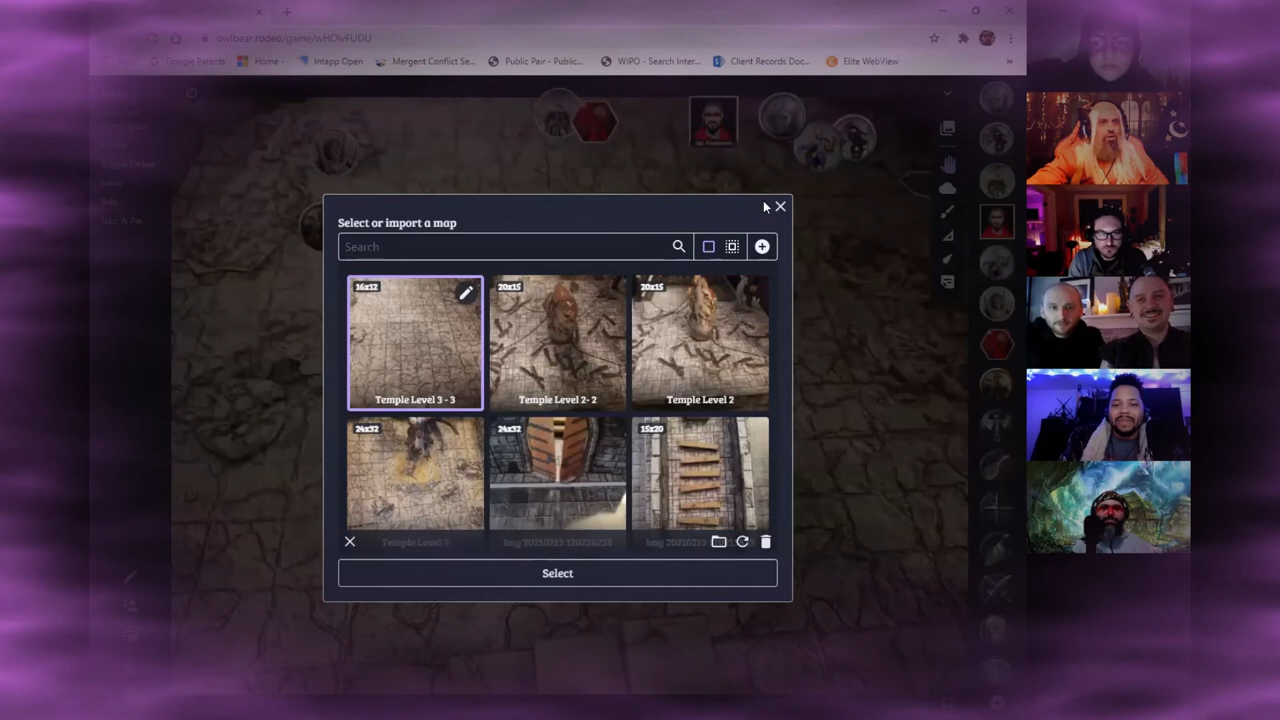 owlbear.rodeo/game/wHOIvFUDU
Google Patents
Home -
Intapp Open
Mergent Conflict Se...
Public Pair - Public...
WIPO - Search Inter...
Client Records Doc...
Elite WebView
»
Select or import a map
Search
16x12
20x15
20x15
Temple Level 3 - 3
Temple Level 2- 2
Temple Level 2
24x32
24x32
15x20
Select